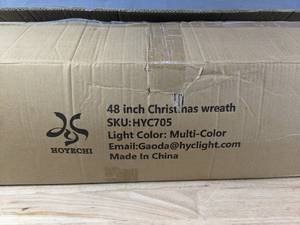 HOYECHI
48 inch Christmas wreath
SKU:HYC705
Light Color: Multi-Color
Email:Gaoda@hyclight.com
Made In China